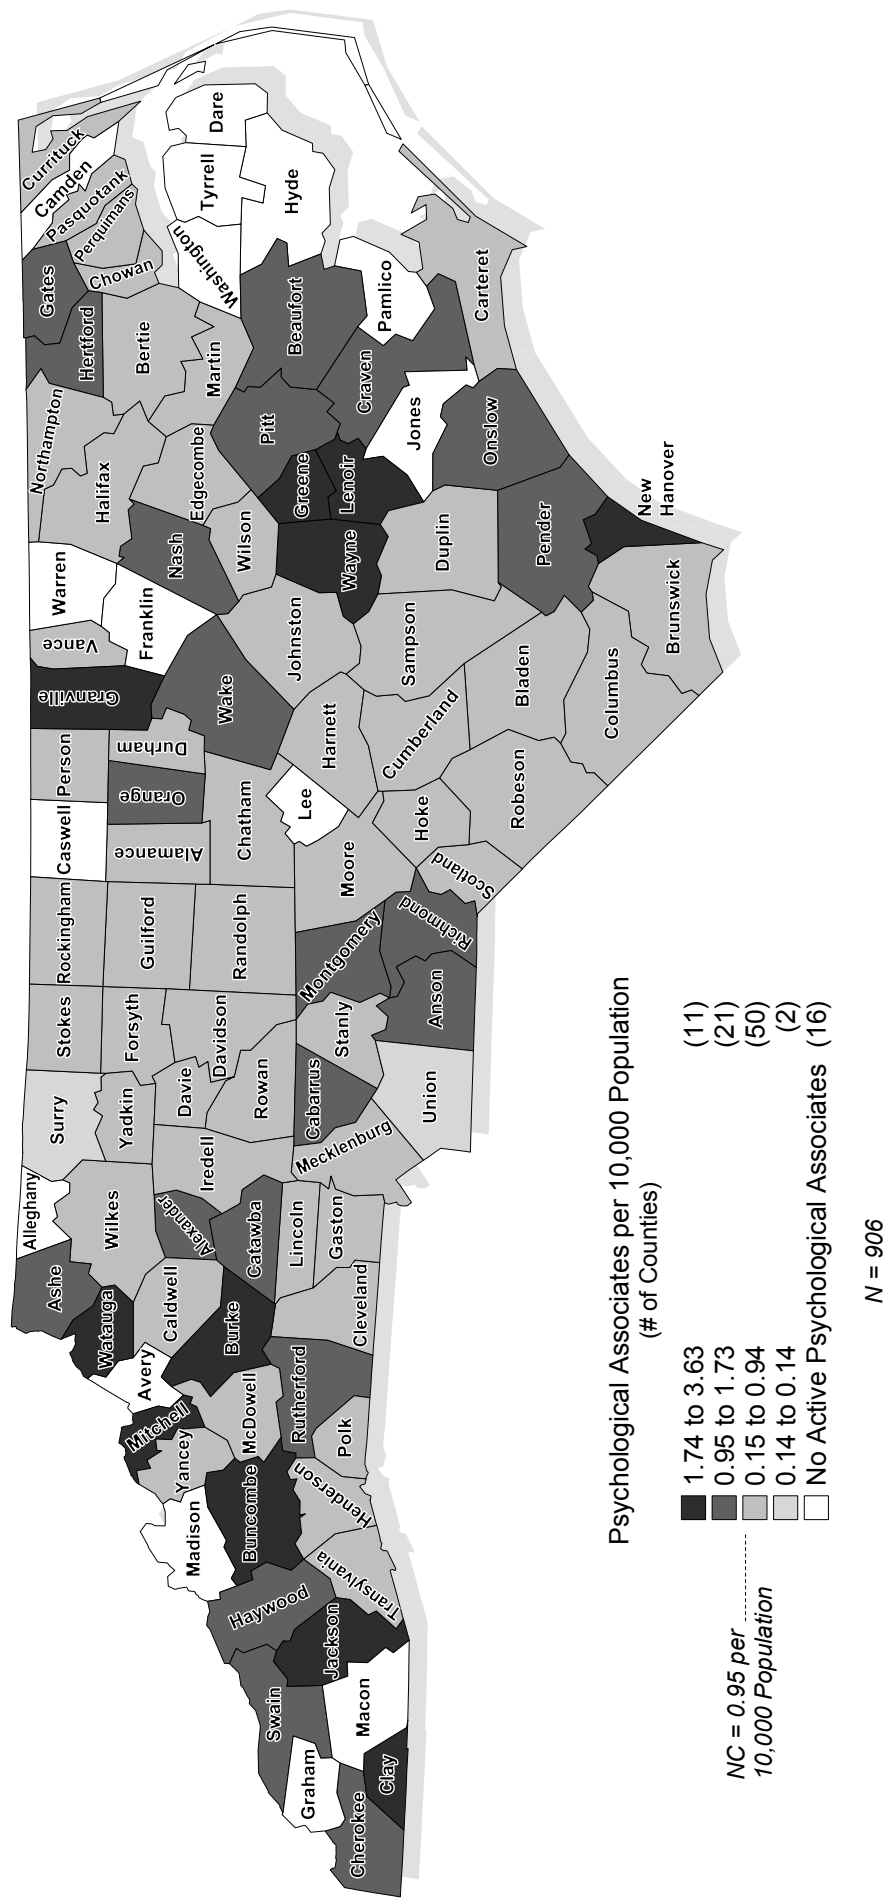 Cherokee
Graham
Clay
Swain
Macon
Jackson
Haywood
Transylvania
Madison
Buncombe
Henderson
Yancey
Mitchell
McDowell
Polk
Rutherford
Avery
Watauga
Burke
Cleveland
Ashe
Caldwell
Alleghany
Wilkes
Alexander
Catawba
Lincoln
Gaston
Surry
Yadkin
Iredell
Mecklenburg
Davie
Rowan
Cabarrus
Union
Stokes
Forsyth
Davidson
Stanly
Anson
Rockingham
Guilford
Randolph
Montgomery
Richmond
Caswell
Alamance
Chatham
Moore
Scotland
Person
Orange
Durham
Lee
Hoke
Robeson
Granville
Wake
Harnett
Cumberland
Bladen
Columbus
Vance
Franklin
Johnston
Sampson
Brunswick
Warren
Nash
Wilson
Wayne
Duplin
Pender
New
Hanover
Northampton
Halifax
Edgecombe
Greene
Lenoir
Jones
Onslow
Hertford
Bertie
Martin
Pitt
Beaufort
Craven
Pamlico
Carteret
Gates
Chowan
Perquimans
Pasquotank
Camden
Currituck
Washington
Tyrrell
Dare
Hyde
Psychological Associates per 10,000 Population
(# of Counties)
1.74 to 3.63 (11)
0.95 to 1.73 (21)
0.15 to 0.94 (50)
0.14 to 0.14 (2)
No Active Psychological Associates (16)
NC = 0.95 per
10,000 Population
N = 906